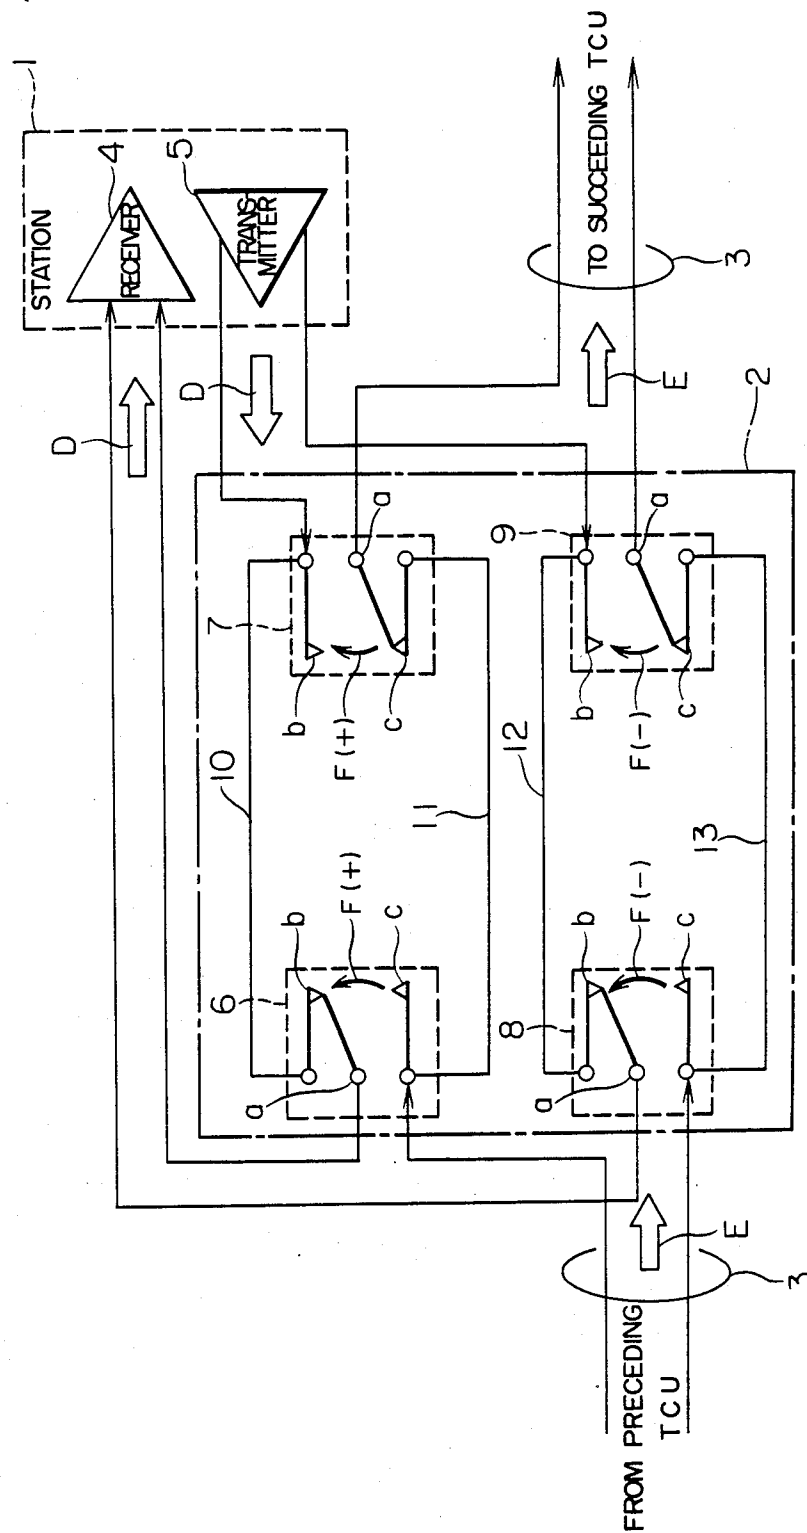 1
STATION
4
RECEIVER
5
TRANS-
MITTER
D
D
TO SUCCEEDING TCU
3
E
2
7
a
b
c
F(+)
9
a
b
c
F(-)
10
11
12
13
6
a
b
c
F(+)
8
a
b
c
F(-)
E
3
FROM PRECEDING
TCU